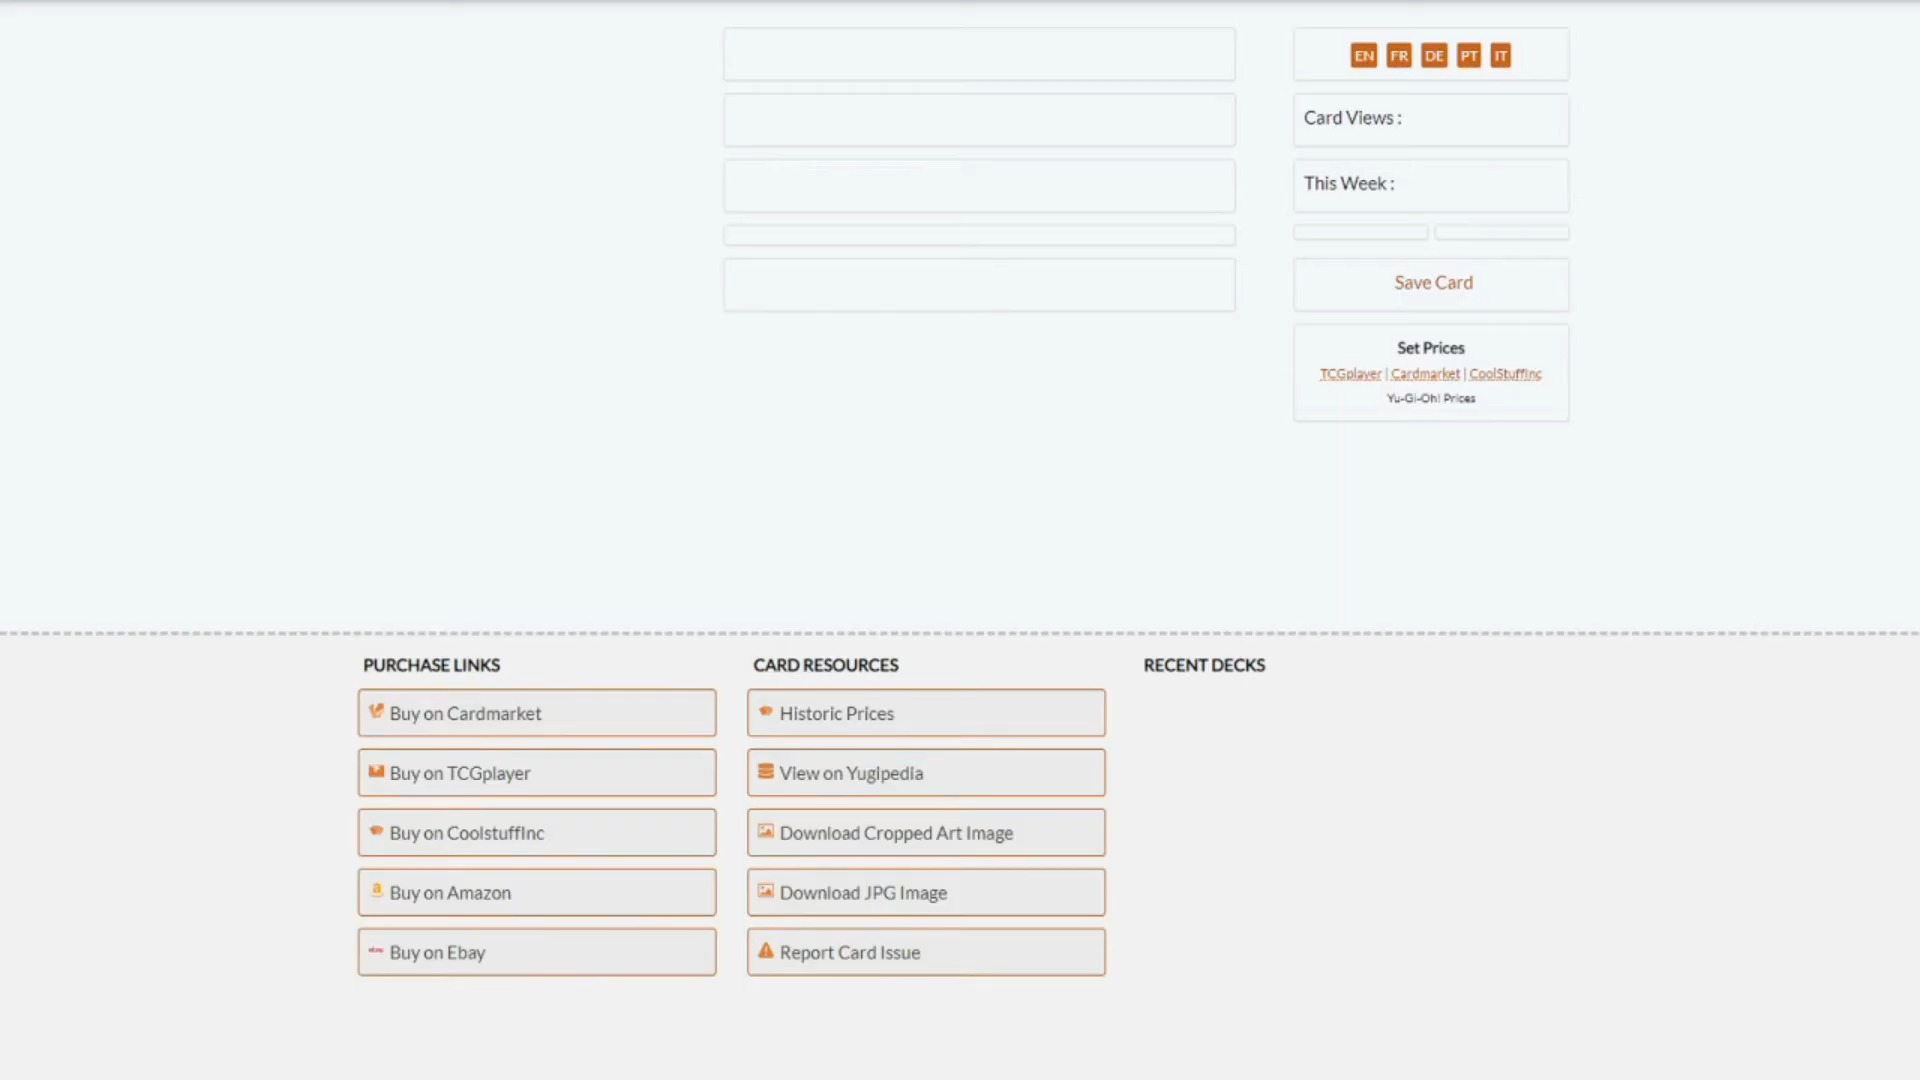 EN FR DE PT IT
Card Views :
This Week :
Save Card
Set Prices
TCGplayer | Cardmarket | CoolStuffInc
Yu-Gi-Oh! Prices
PURCHASE LINKS
Buy on Cardmarket
Buy on TCGplayer
Buy on CoolstuffInc
a Buy on Amazon
ebay Buy on Ebay
CARD RESOURCES
Historic Prices
View on Yugipedia
Download Cropped Art Image
Download JPG Image
Report Card Issue
RECENT DECKS